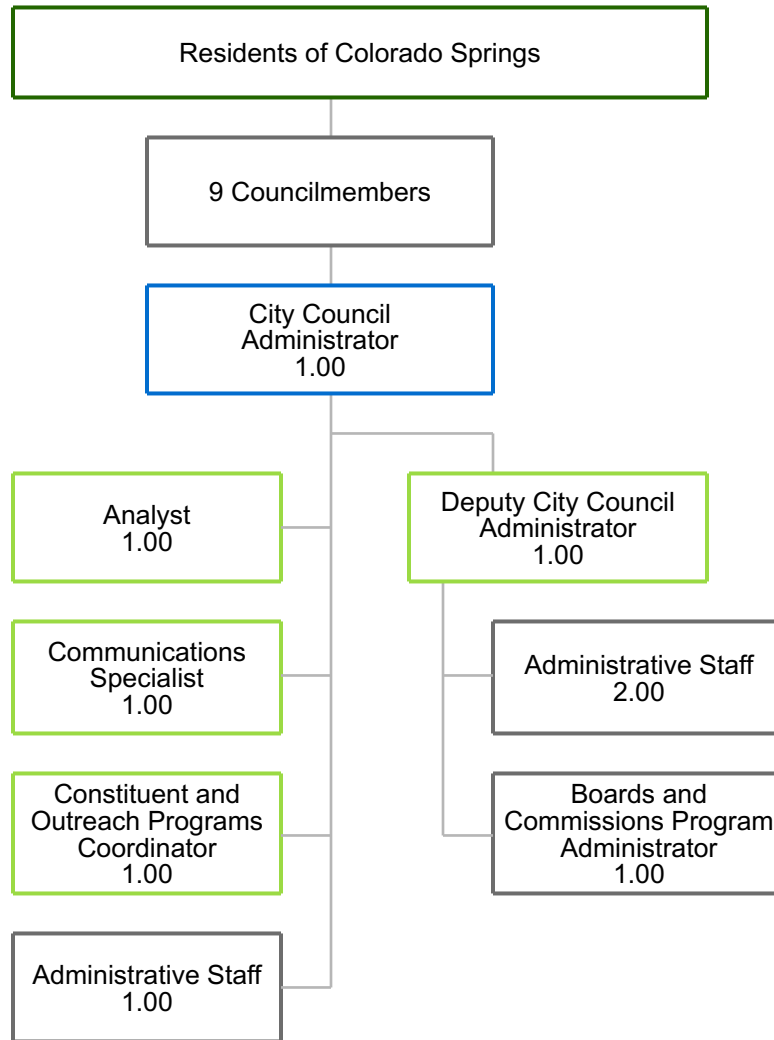 Residents of Colorado Springs
9 Councilmembers
City Council
Administrator
1.00
Analyst
1.00
Deputy City Council
Administrator
1.00
Communications
Specialist
1.00
Administrative Staff
2.00
Constituent and
Outreach Programs
Coordinator
1.00
Boards and
Commissions Program
Administrator
1.00
Administrative Staff
1.00